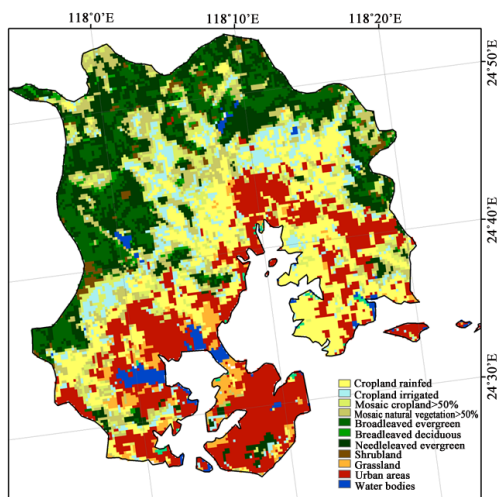 118°0′E 118°10′E 118°20′E
24°50′E
24°40′E
24°30′E
Cropland rainfed
Cropland irrigated
Mosaic cropland>50%
Mosaic natural vegetation>50%
Broadleaved evergreen
Broadleaved deciduous
Needleleaved evergreen
Shrubland
Grassland
Urban areas
Water bodies